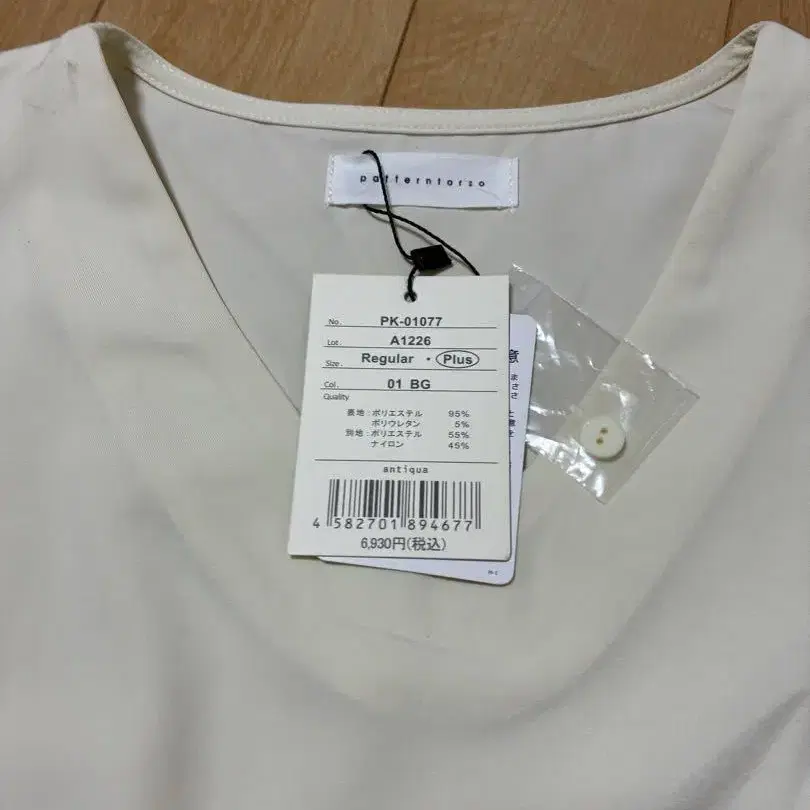 patterntorso
No. PK-01077
Lot. A1226
Size. Regular ・ Plus
Col. 01 BG
Quality
表地：ポリエステル 95%
ポリウレタン 5%
別地：ポリエステル 55%
ナイロン 45%
antiqua
4 582701 894677
6,930円(税込)
意